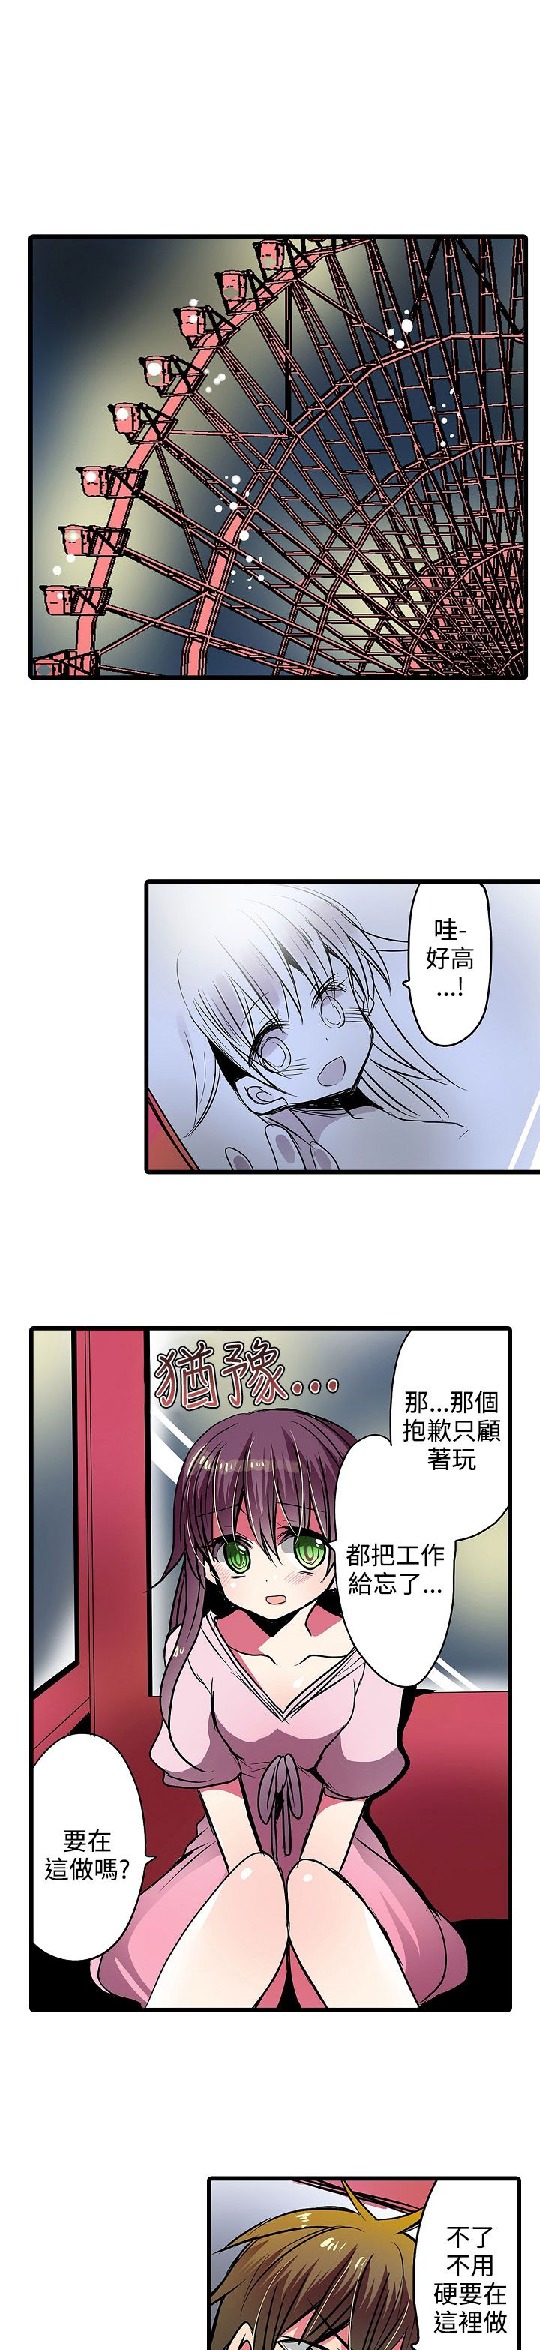 哇-
好高
…!
猶豫…
那…那個
抱歉只顧
著玩
都把工作
給忘了…
要在
這做嗎?
不了
不用
硬要在
這裡做